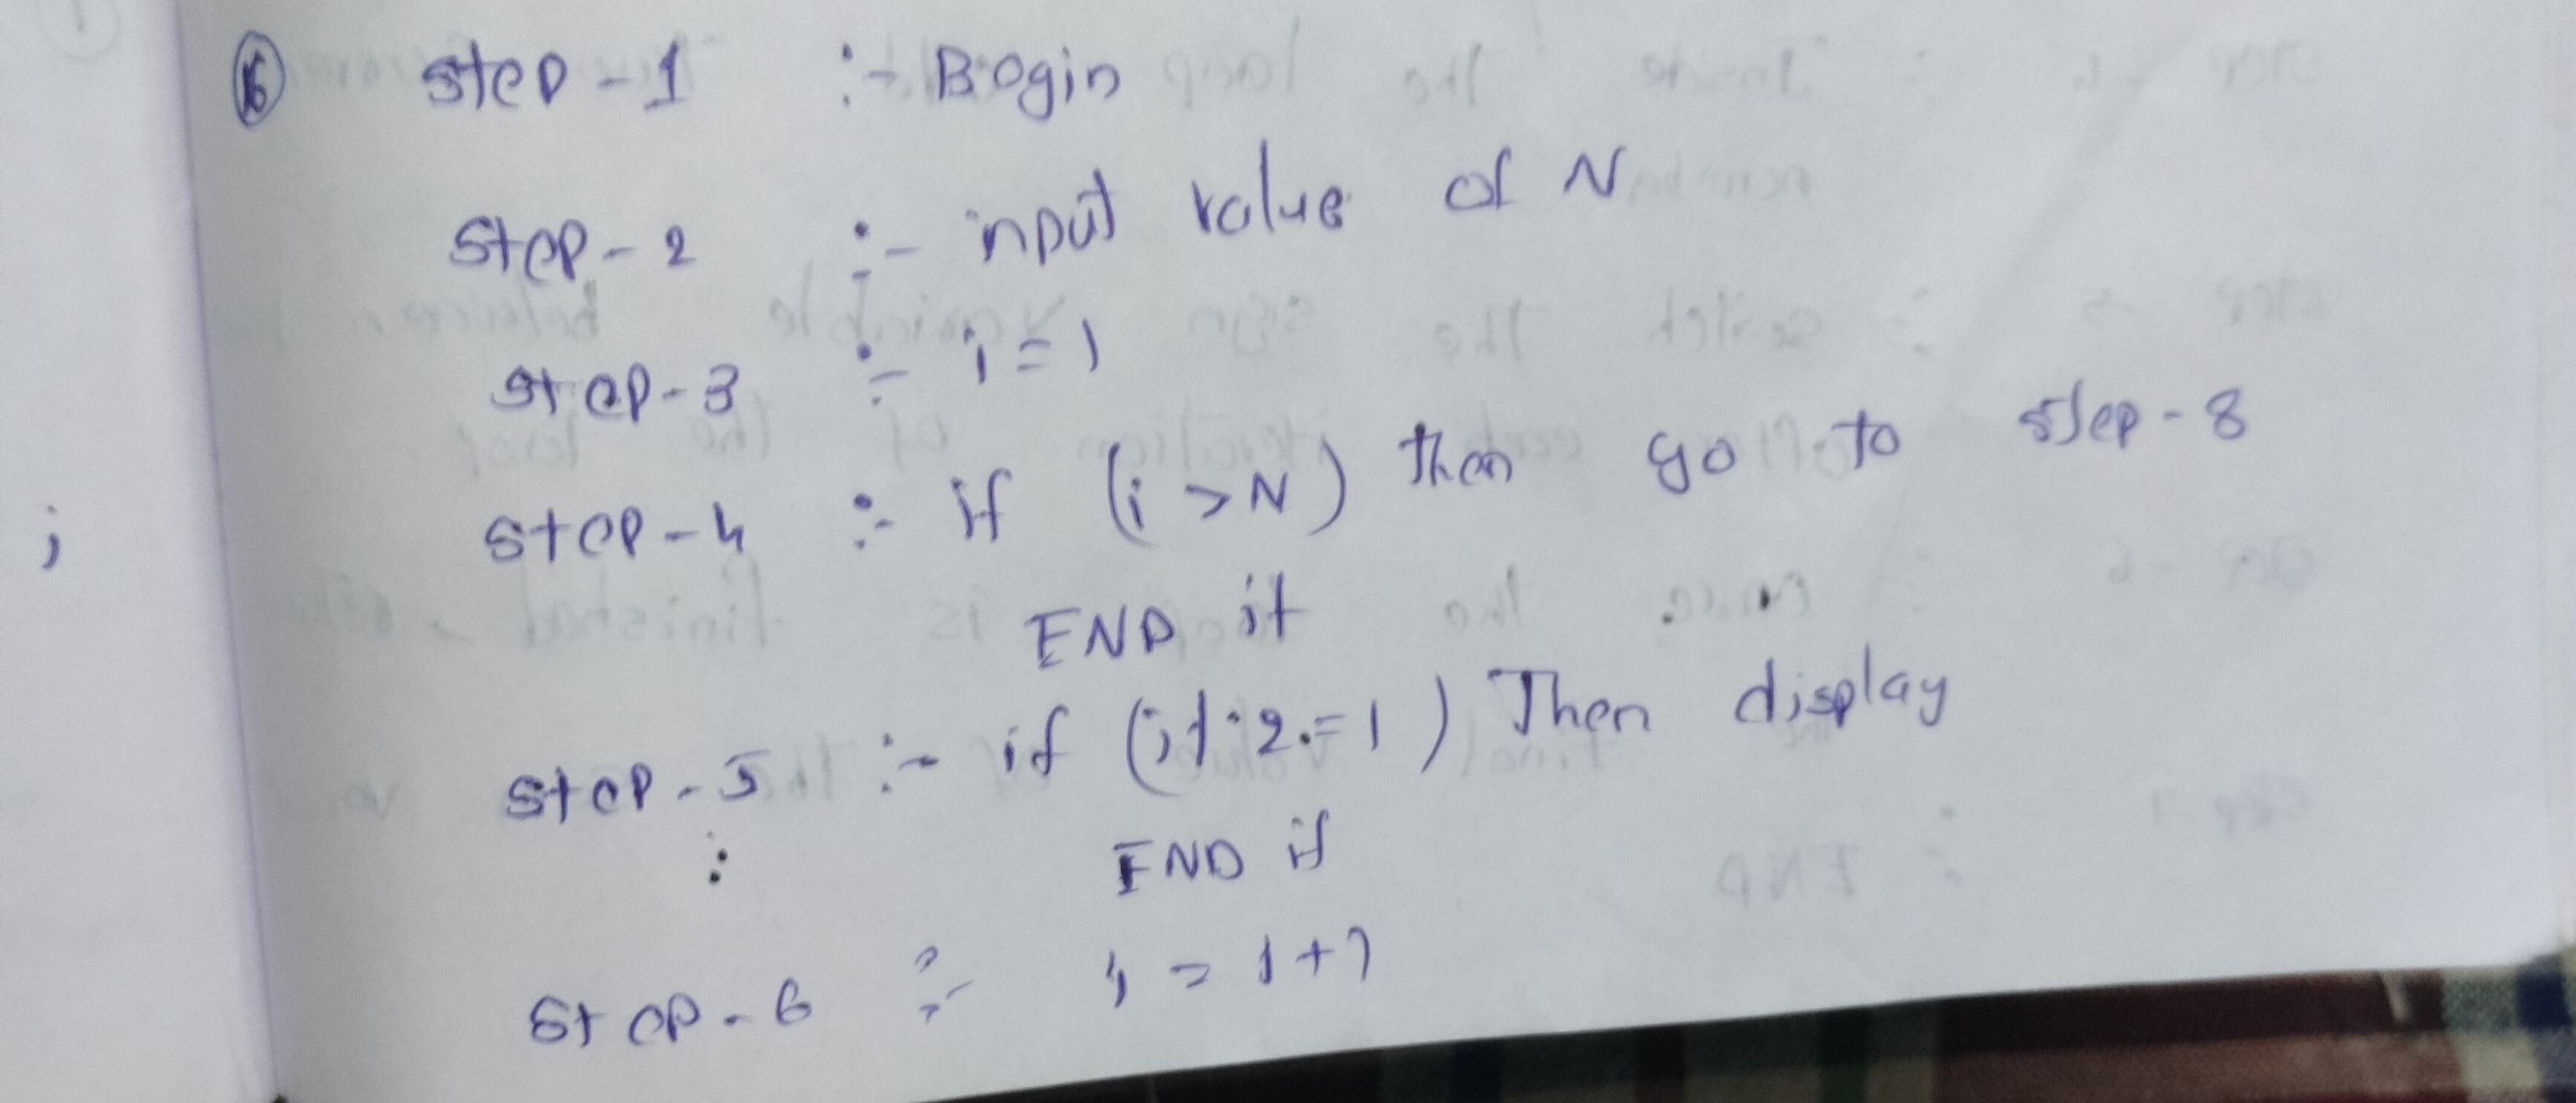 16 Step-1 :- Begin
Step-2 :- input value of N
Step-3 :- i=1
Step-4 :- if (i>N) then go to step-8
END if
Step-5 :- if (i%2.=1) Then display
END if
Step-6 :- i = i+1
;